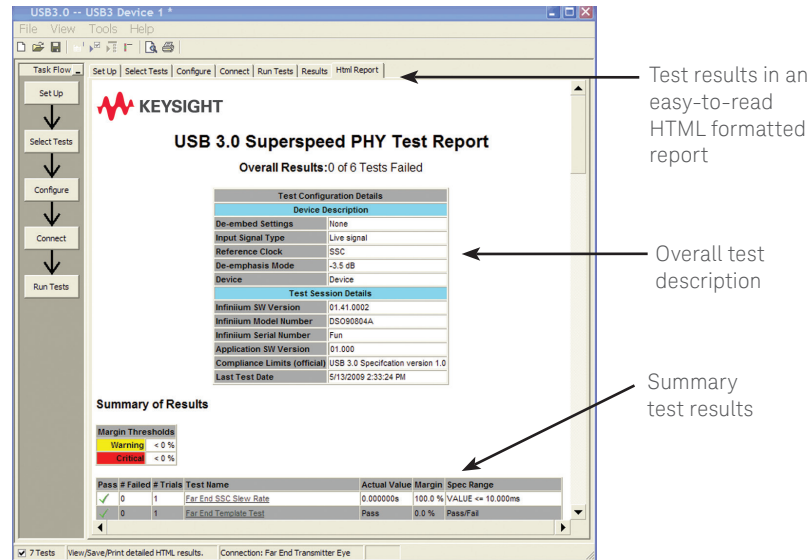 USB3.0 -- USB3 Device 1 *
File View Tools Help
Task Flow
Set Up
Select Tests
Configure
Connect
Run Tests
Set Up Select Tests Configure Connect Run Tests Results Html Report
KEYSIGHT
USB 3.0 Superspeed PHY Test Report
Overall Results:0 of 6 Tests Failed
Test Configuration Details
Device Description
De-embed Settings None
Input Signal Type Live signal
Reference Clock SSC
De-emphasis Mode -3.5 dB
Device Device
Test Session Details
Infiniium SW Version 01.41.0002
Infiniium Model Number DSO90804A
Infiniium Serial Number Fun
Application SW Version 01.000
Compliance Limits (official) USB 3.0 Specifcation version 1.0
Last Test Date 5/13/2009 2:33:24 PM
Summary of Results
Margin Thresholds
Warning < 0 %
Critical < 0 %
Pass # Failed # Trials Test Name Actual Value Margin Spec Range
0 1 Far End SSC Slew Rate 0.000000s 100.0 % VALUE <= 10.000ms
0 1 Far End Template Test Pass 0.0 % Pass/Fail
7 Tests View/Save/Print detailed HTML results. Connection: Far End Transmitter Eye
Test results in an
easy-to-read
HTML formatted
report
Overall test
description
Summary
test results